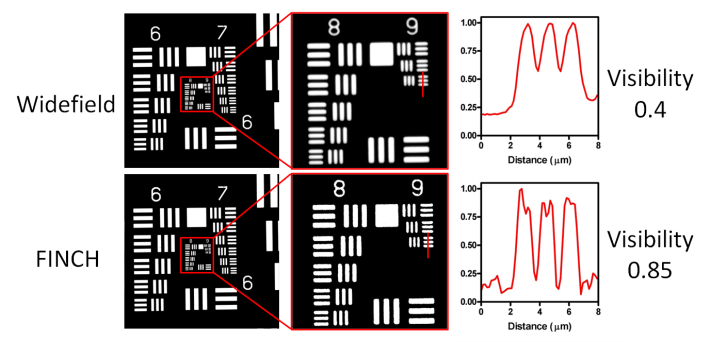 Widefield
6 7
6
8 9
1.00
0.75
0.50
0.25
0.00
0 2 4 6 8
Distance (μm)
Visibility
0.4
FINCH
6 7
6
8 9
1.00
0.75
0.50
0.25
0.00
0 2 4 6 8
Distance (μm)
Visibility
0.85